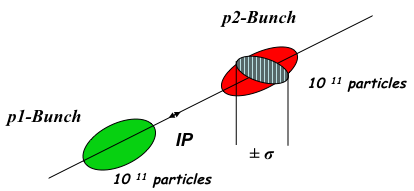 p2-Bunch
10 11 particles
p1-Bunch
IP
± σ
10 11 particles